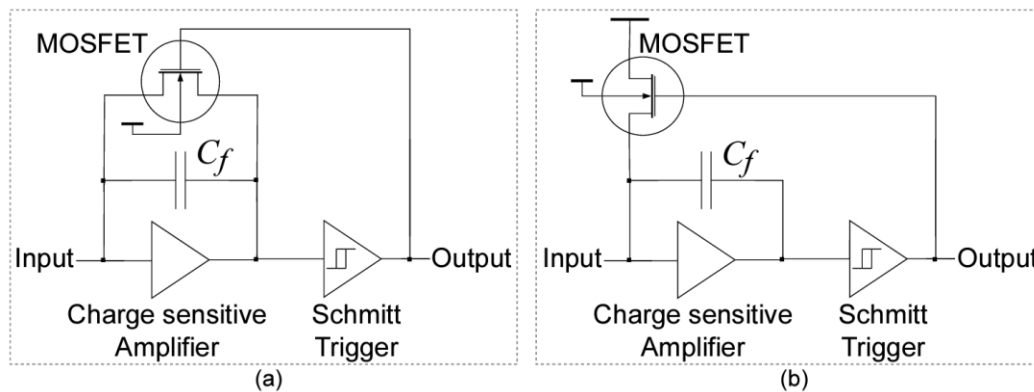 MOSFET
C_f
Input
Output
Charge sensitive
Amplifier
Schmitt
Trigger
(a)
MOSFET
C_f
Input
Output
Charge sensitive
Amplifier
Schmitt
Trigger
(b)